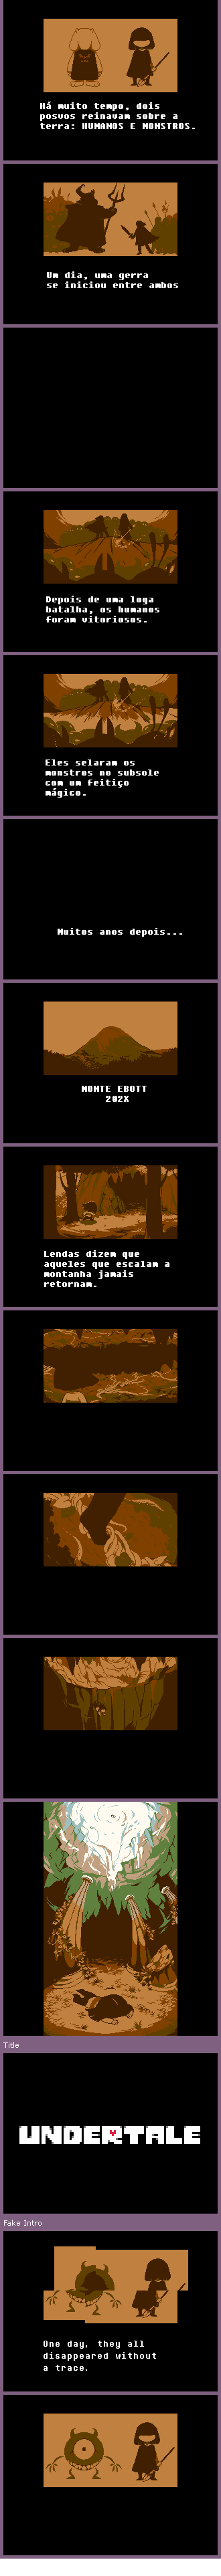 Há muito tempo, dois
posvos reinavam sobre a
terra: HUMANOS E MONSTROS.
Um dia, uma gerra
se iniciou entre ambos
Depois de uma loga
batalha, os humanos
foram vitoriosos.
Eles selaram os
monstros no subsole
com um feitiço
mágico.
Muitos anos depois...
MONTE EBOTT
202X
Lendas dizem que
aqueles que escalam a
montanha jamais
retornam.
Title
UNDERTALE
Fake Intro
One day, they all
disappeared without
a trace.